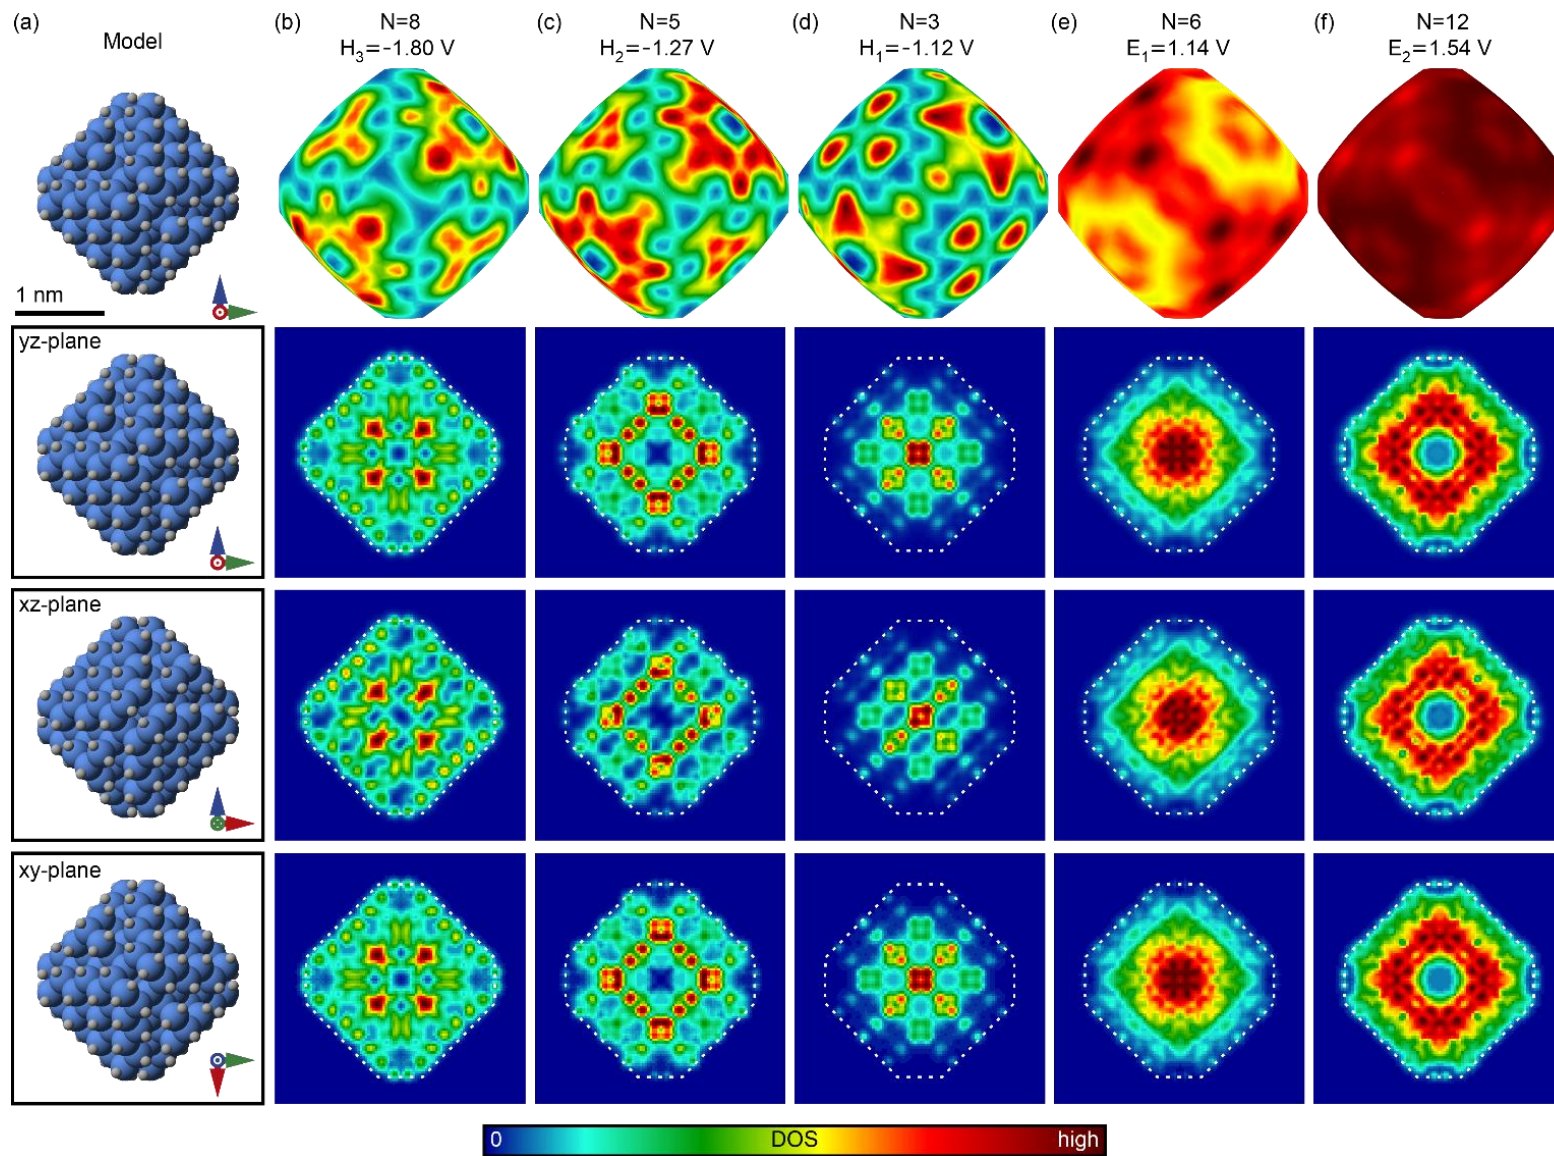 (a)
Model
(b) N=8
H3=-1.80 V
(c) N=5
H2=-1.27 V
(d) N=3
H1=-1.12 V
(e) N=6
E1=1.14 V
(f) N=12
E2=1.54 V
1 nm
yz-plane
xz-plane
xy-plane
0 DOS high